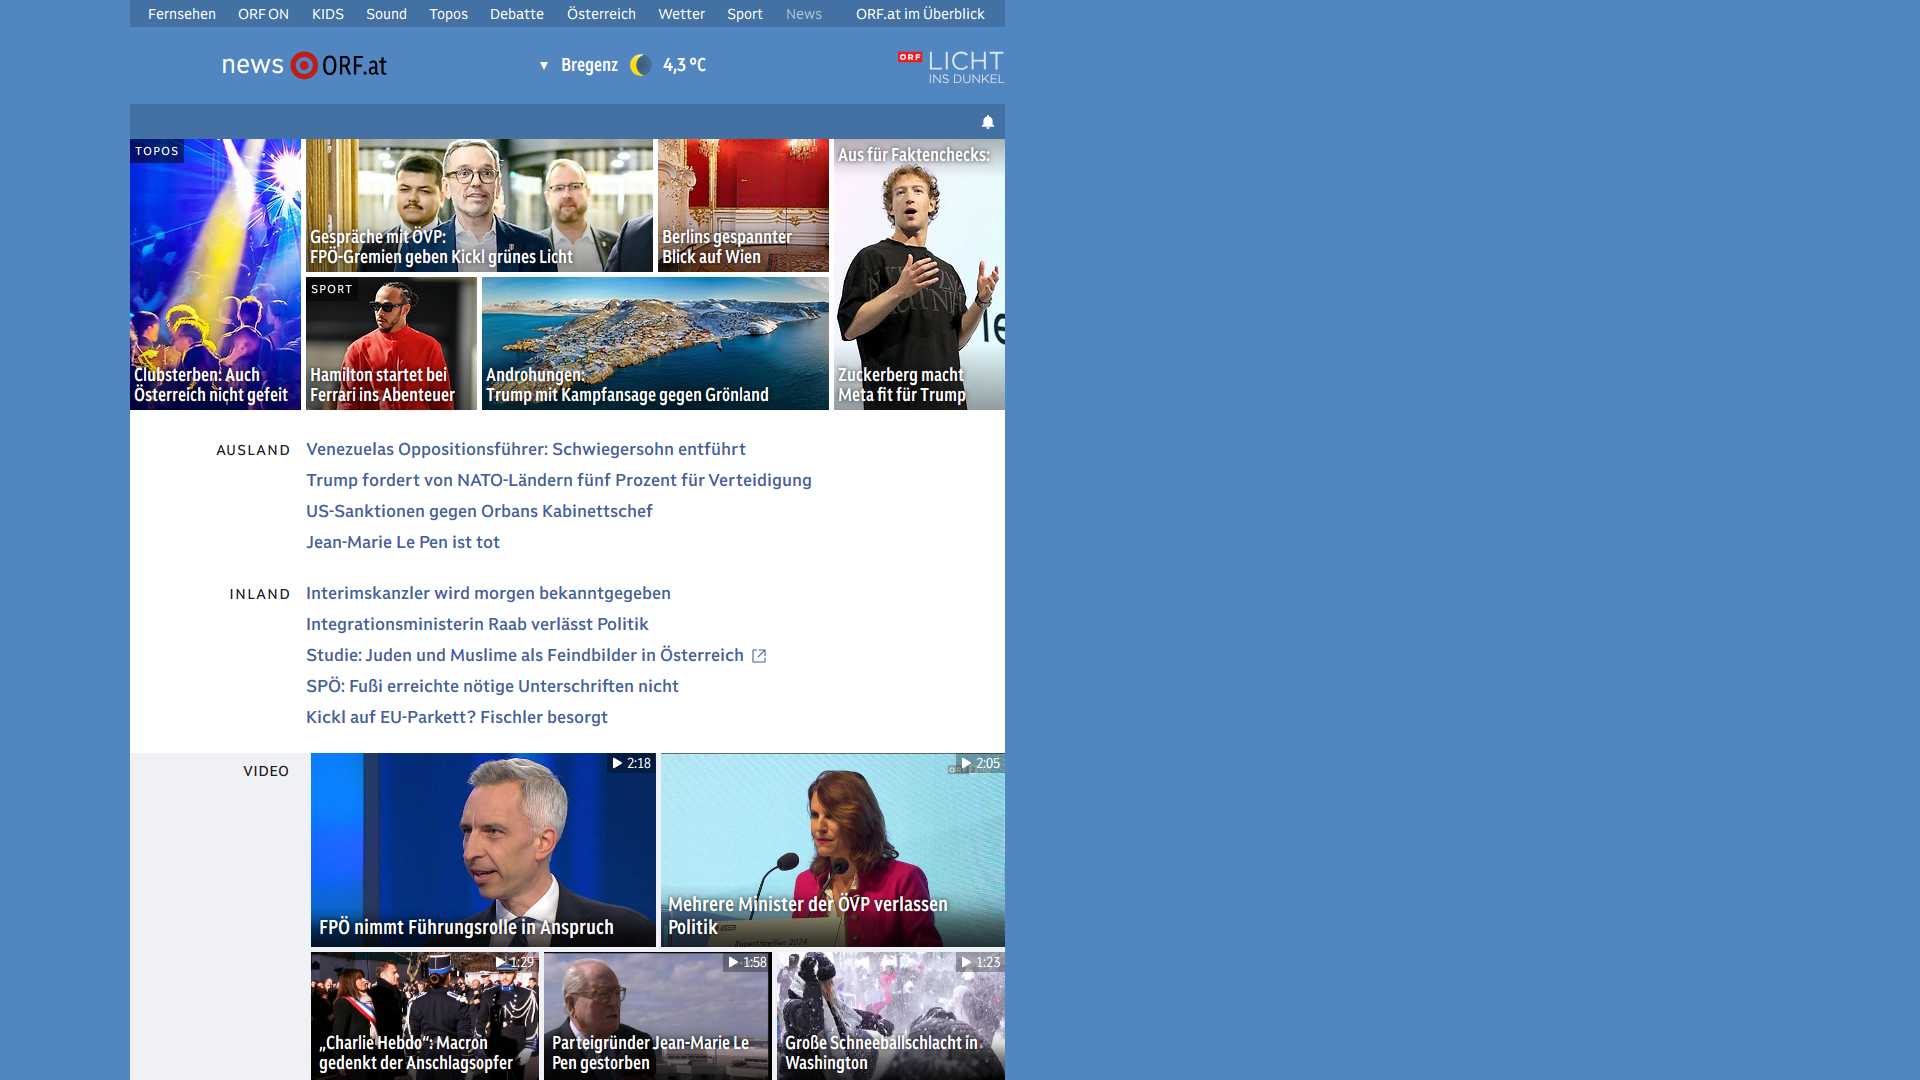 Fernsehen ORF ON KIDS Sound Topos Debatte Österreich Wetter Sport News ORF.at im Überblick
news ORF.at
▼ Bregenz 4,3 °C
ORF LICHT
INS DUNKEL
TOPOS
Clubsterben: Auch
Österreich nicht gefeit
Gespräche mit ÖVP:
FPÖ-Gremien geben Kickl grünes Licht
Berlins gespannter
Blick auf Wien
Aus für Faktenchecks:
Zuckerberg macht
Meta fit für Trump
SPORT
Hamilton startet bei
Ferrari ins Abenteuer
Androhungen:
Trump mit Kampfansage gegen Grönland
AUSLAND
Venezuelas Oppositionsführer: Schwiegersohn entführt
Trump fordert von NATO-Ländern fünf Prozent für Verteidigung
US-Sanktionen gegen Orbans Kabinettschef
Jean-Marie Le Pen ist tot
INLAND
Interimskanzler wird morgen bekanntgegeben
Integrationsministerin Raab verlässt Politik
Studie: Juden und Muslime als Feindbilder in Österreich
SPÖ: Fußi erreichte nötige Unterschriften nicht
Kickl auf EU-Parkett? Fischler besorgt
VIDEO
2:18
FPÖ nimmt Führungsrolle in Anspruch
2:05
Mehrere Minister der ÖVP verlassen
Politik
1:29
„Charlie Hebdo“: Macron
gedenkt der Anschlagsopfer
1:58
Parteigründer Jean-Marie Le
Pen gestorben
1:23
Große Schneeballschlacht in
Washington